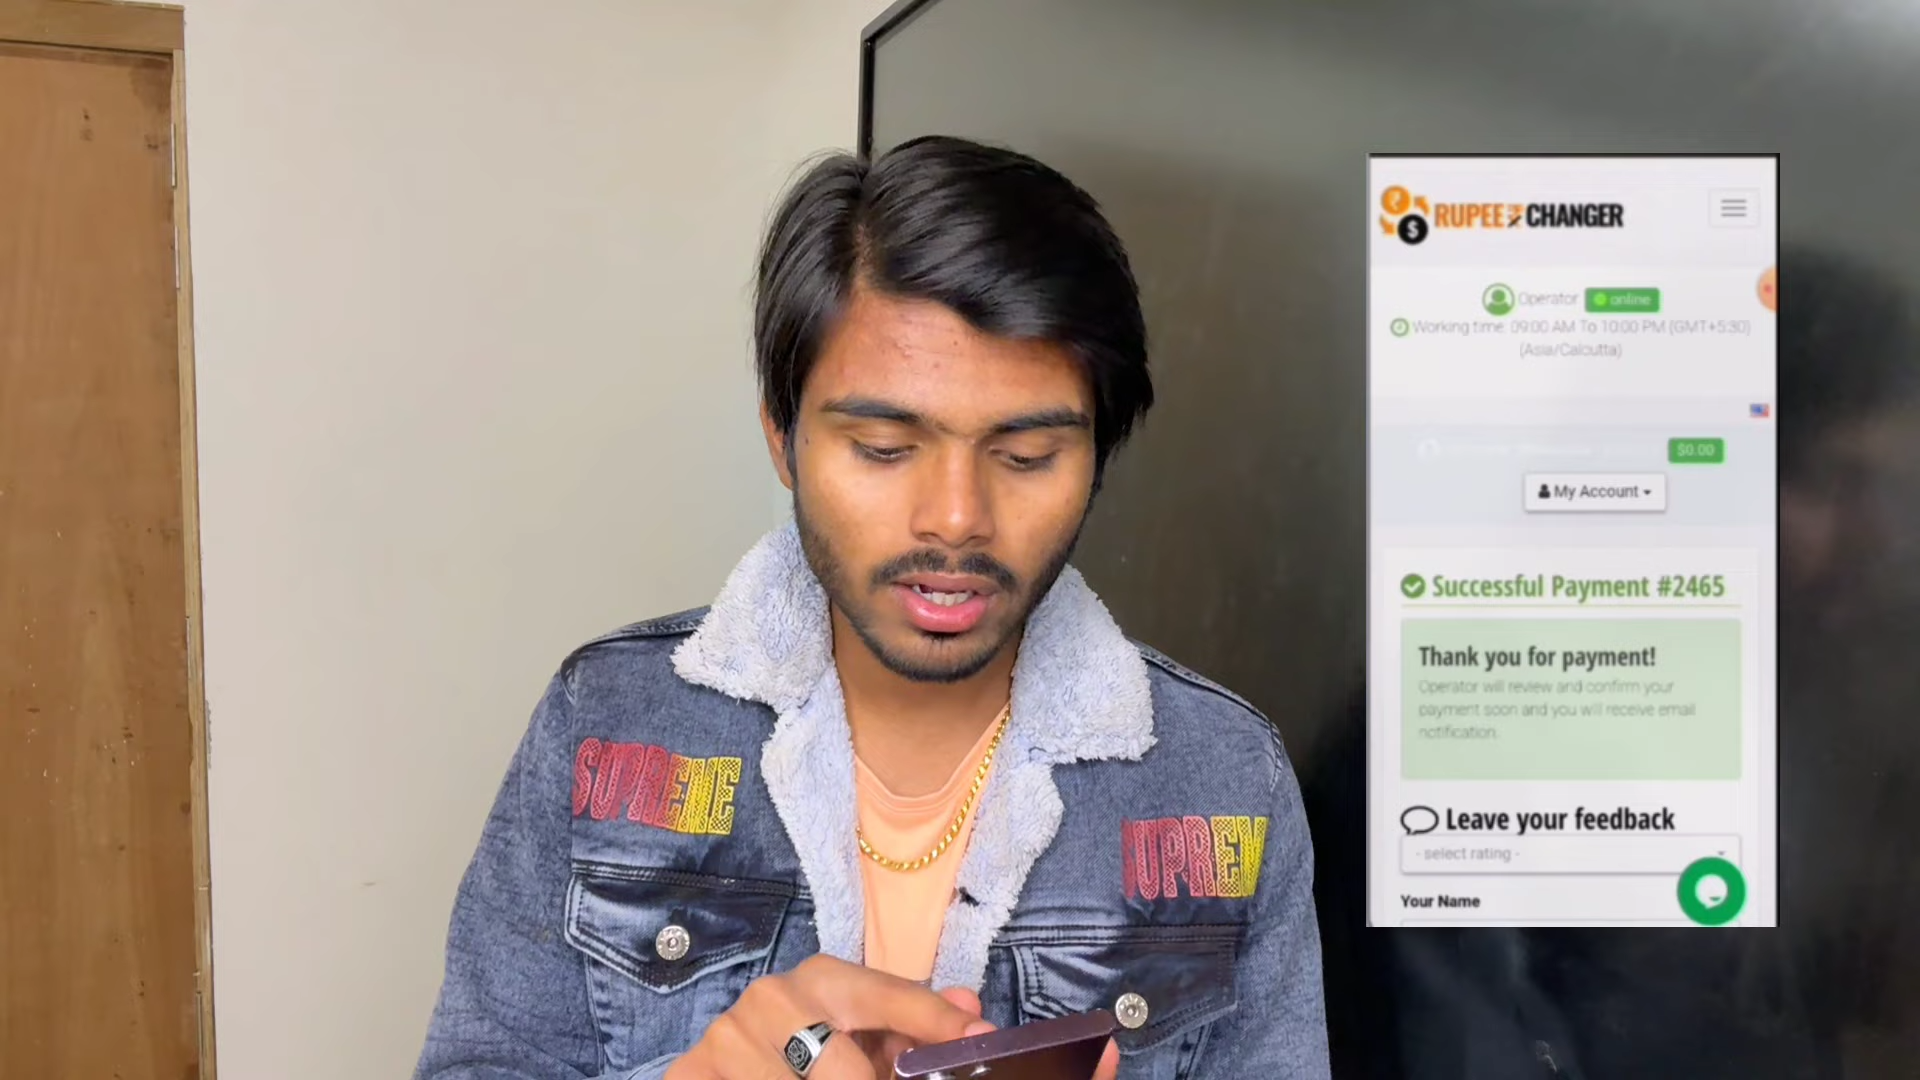 SUPREME
SUPREM
RUPEE CHANGER
Operator online
Working time: 09:00 AM To 10:00 PM (GMT+5:30)
(Asia/Calcutta)
$0.00
My Account
Successful Payment #2465
Thank you for payment!
Operator will review and confirm your
payment soon and you will receive email
notification.
Leave your feedback
- select rating -
Your Name